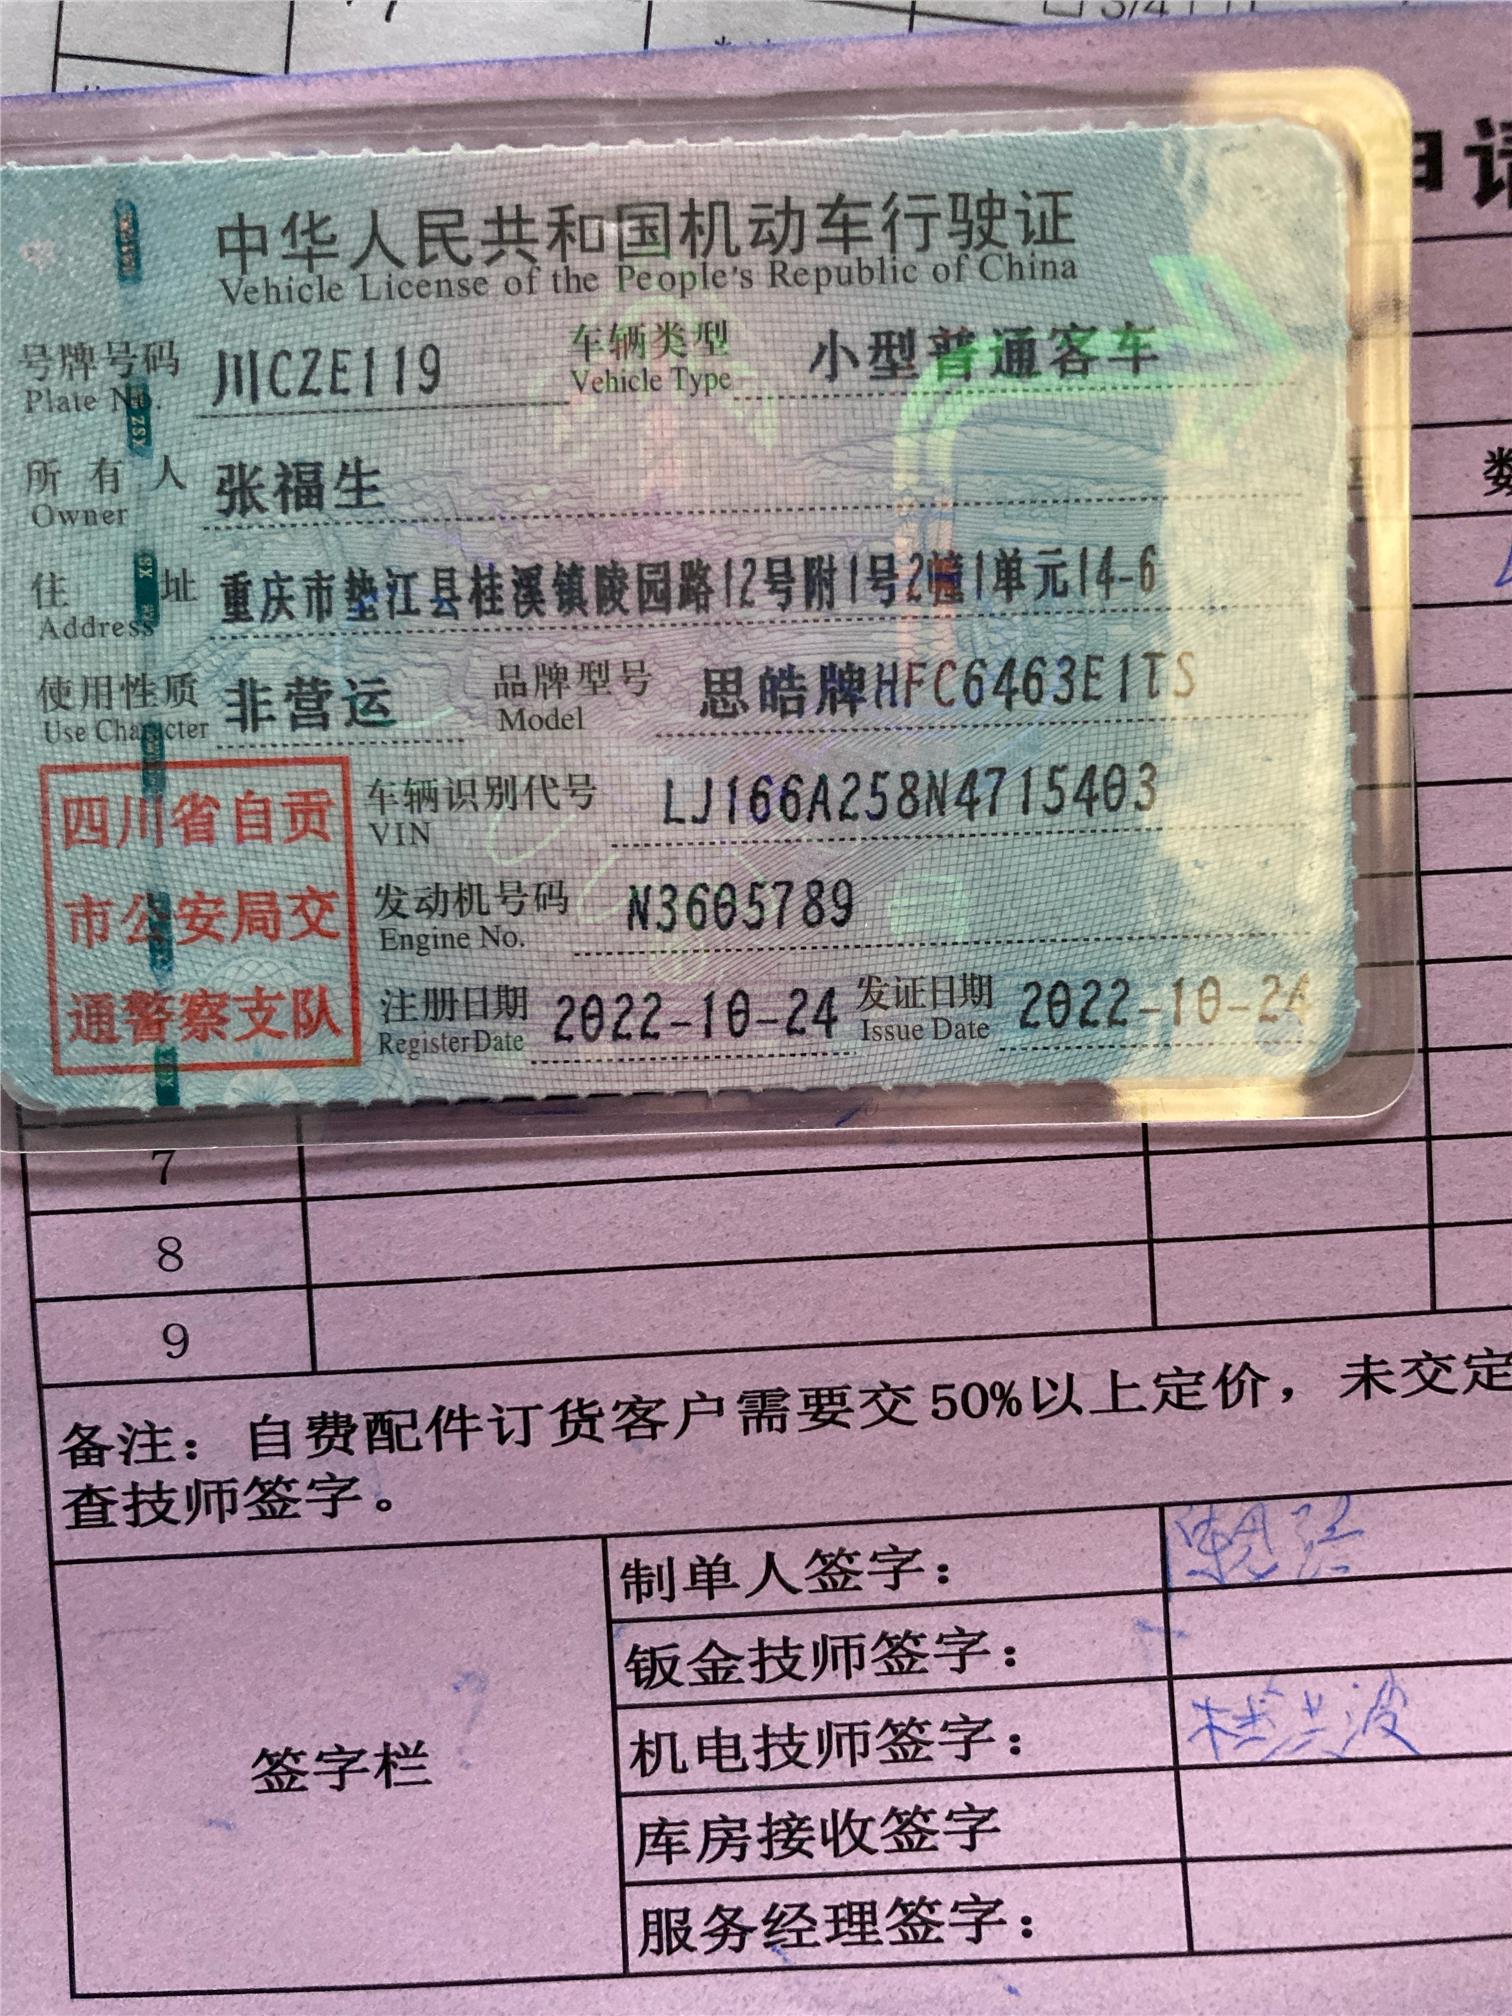 中华人民共和国机动车行驶证
Vehicle License of the People's Republic of China
号牌号码 川CZE119 车辆类型 小型普通客车
Plate No. Vehicle Type
所有人 张福生
Owner
住址 重庆市垫江县桂溪镇陵园路12号附1号2幢1单元14-6
Address
使用性质 非营运 品牌型号 思皓牌HFC6463E1TS
Use Character Model
四川省自贡
市公安局交
通警察支队
车辆识别代号 LJ166A258N4715403
VIN
发动机号码 N3605789
Engine No.
注册日期 2022-10-24 发证日期 2022-10-24
Register Date Issue Date
申请
数
7
8
9
备注：自费配件订货客户需要交50%以上定价，未交定
查技师签字。
签字栏
制单人签字：
钣金技师签字：
机电技师签字：
库房接收签字
服务经理签字：